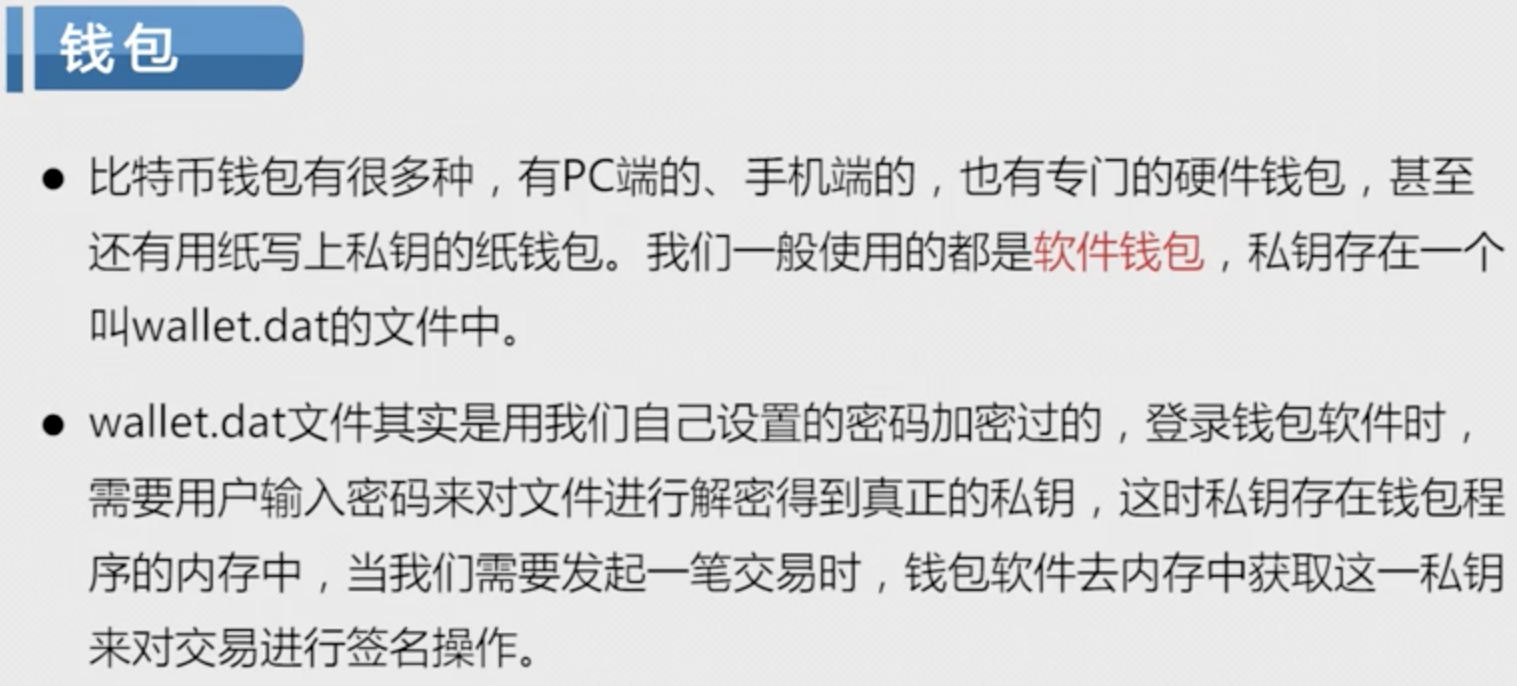 钱包
● 比特币钱包有很多种，有PC端的、手机端的，也有专门的硬件钱包，甚至
还有用纸写上私钥的纸钱包。我们一般使用的都是软件钱包，私钥存在一个
叫wallet.dat的文件中。
● wallet.dat文件其实是用我们自己设置的密码加密过的，登录钱包软件时，
需要用户输入密码来对文件进行解密得到真正的私钥，这时私钥存在钱包程
序的内存中，当我们需要发起一笔交易时，钱包软件去内存中获取这一私钥
来对交易进行签名操作。